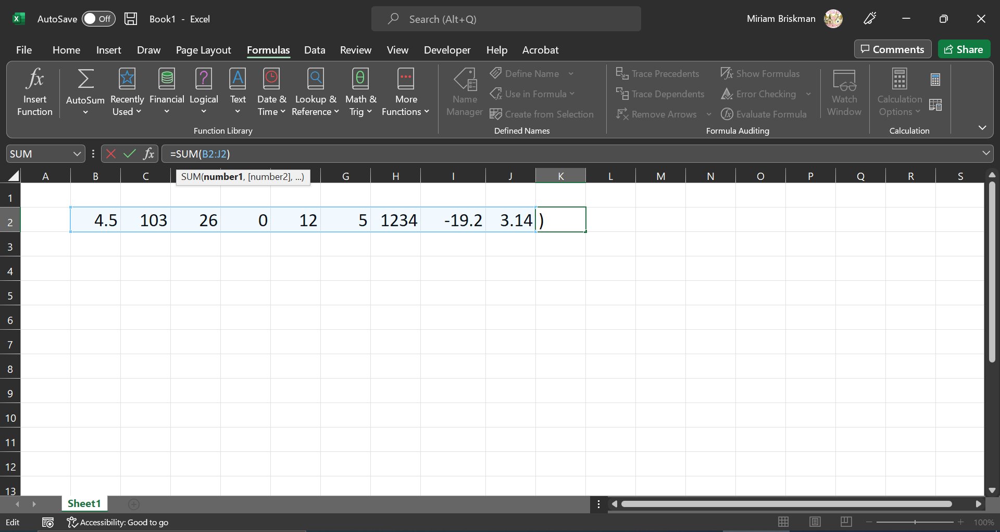 AutoSave Off Book1 - Excel Search (Alt+Q) Miriam Briskman
File Home Insert Draw Page Layout Formulas Data Review View Developer Help Acrobat Comments Share
Insert Function
AutoSum
Recently Used
Financial
Logical
Text
Date & Time
Lookup & Reference
Math & Trig
More Functions
Function Library
Name Manager
Define Name
Use in Formula
Create from Selection
Defined Names
Trace Precedents
Trace Dependents
Remove Arrows
Show Formulas
Error Checking
Evaluate Formula
Formula Auditing
Watch Window
Calculation Options
Calculation
SUM fx =SUM(B2:J2)
SUM(number1, [number2], ...)
A B C G H I J K L M N O P Q R S
1
2 4.5 103 26 0 12 5 1234 -19.2 3.14 )
3
4
5
6
7
8
9
10
11
12
13
Sheet1
Edit Accessibility: Good to go 100%